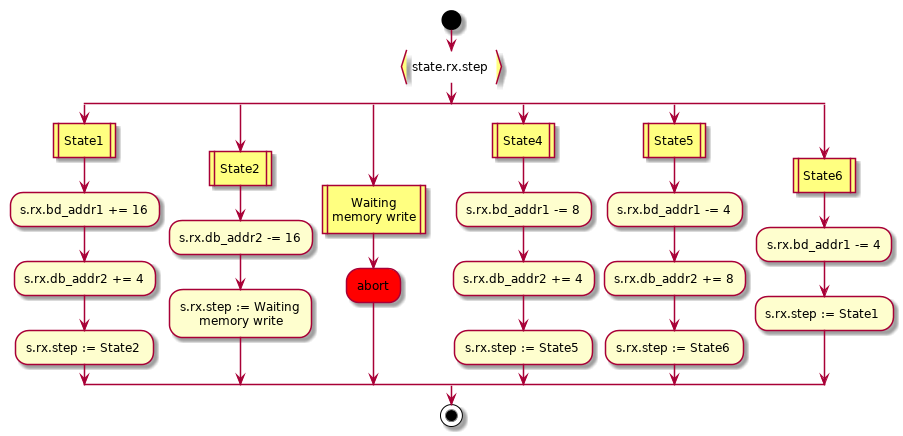 state.rx.step
State1
s.rx.bd_addr1 += 16
s.rx.db_addr2 += 4
s.rx.step := State2
State2
s.rx.db_addr2 -= 16
s.rx.step := Waiting
memory write
Waiting
memory write
abort
State4
s.rx.bd_addr1 -= 8
s.rx.db_addr2 += 4
s.rx.step := State5
State5
s.rx.bd_addr1 -= 4
s.rx.db_addr2 += 8
s.rx.step := State6
State6
s.rx.bd_addr1 -= 4
s.rx.step := State1